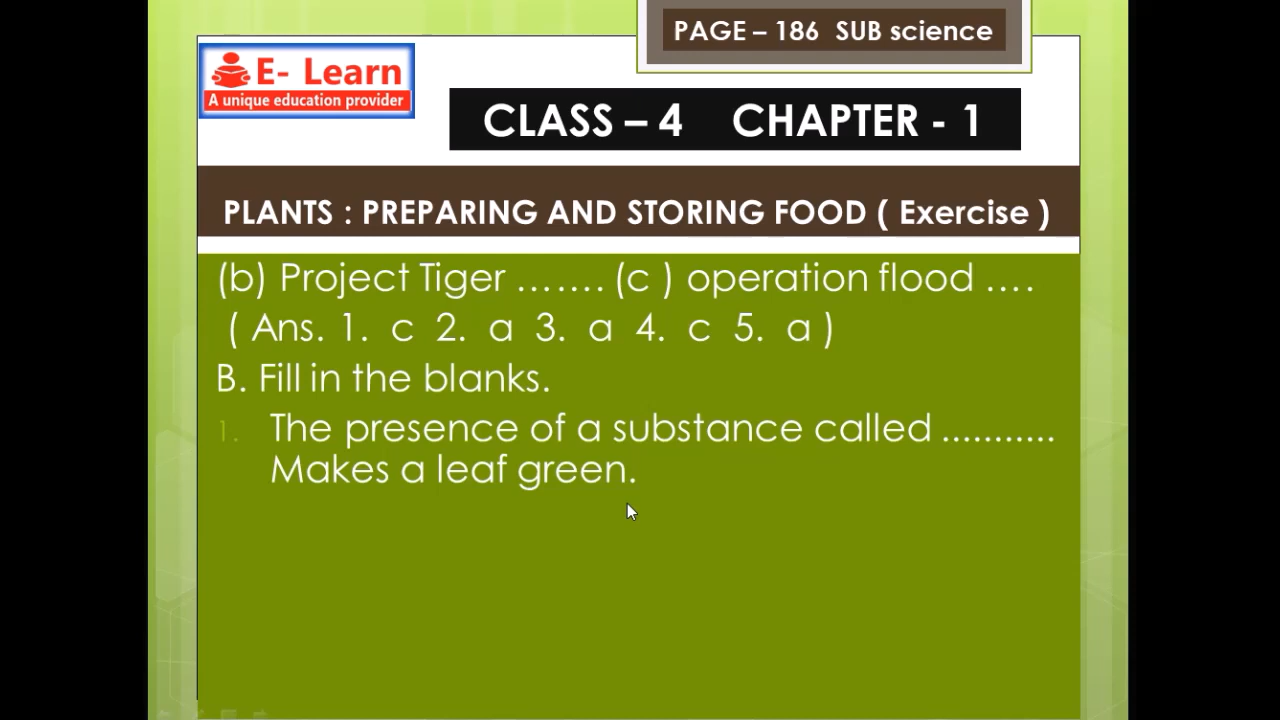 PAGE – 186 SUB science
E- Learn
A unique education provider
CLASS – 4 CHAPTER - 1
PLANTS : PREPARING AND STORING FOOD ( Exercise )
(b) Project Tiger ....... (c ) operation flood ....
( Ans. 1. c 2. a 3. a 4. c 5. a )
B. Fill in the blanks.
1. The presence of a substance called ...........
Makes a leaf green.